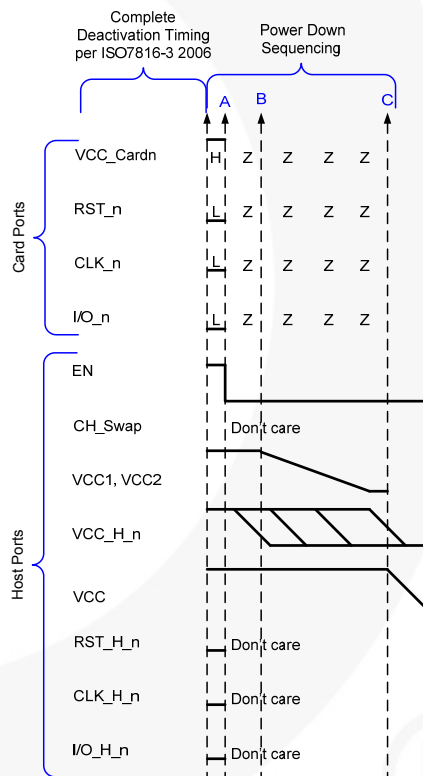 Complete
Deactivation Timing
per ISO7816-3 2006
Power Down
Sequencing
A B C
Card Ports
VCC_Cardn H Z Z Z Z
RST_n L Z Z Z Z
CLK_n L Z Z Z Z
I/O_n L Z Z Z Z
Host Ports
EN
CH_Swap Don't care
VCC1, VCC2
VCC_H_n
VCC
RST_H_n Don't care
CLK_H_n Don't care
I/O_H_n Don't care